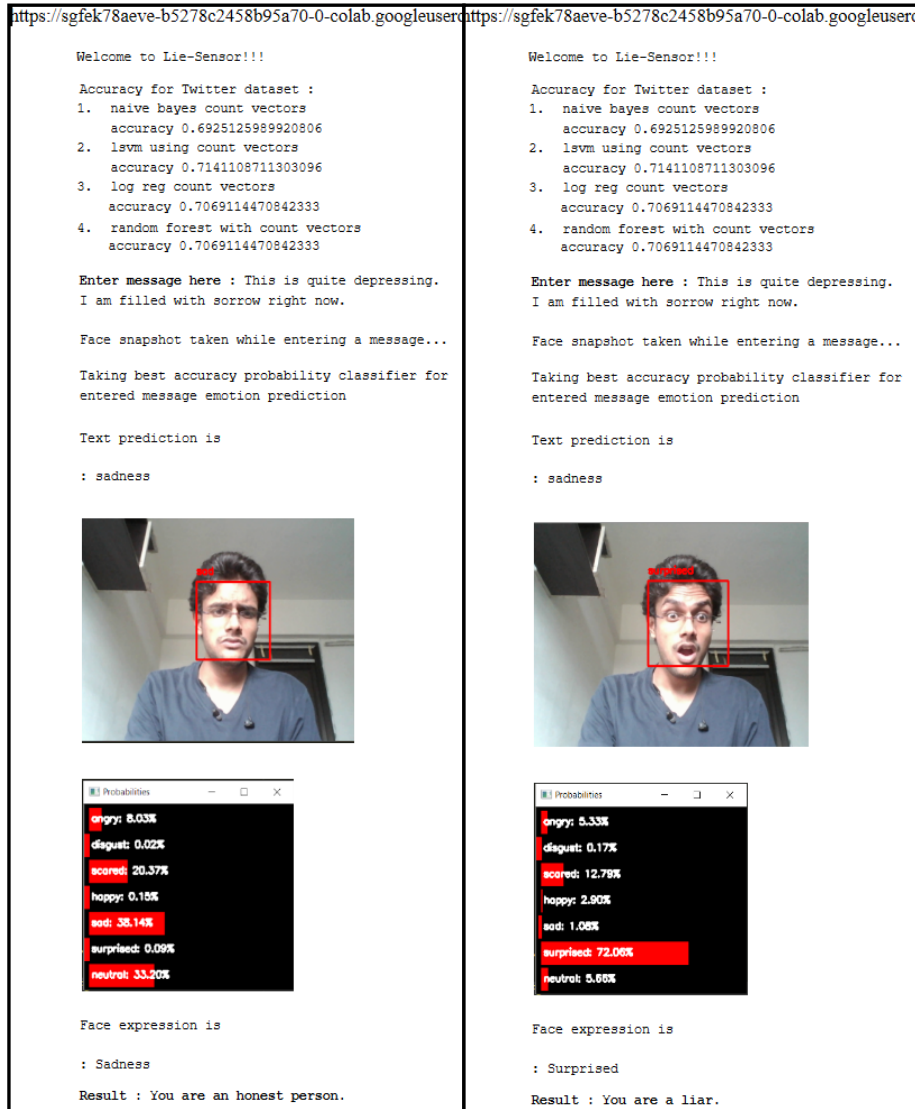 https://sgfek78aeve-b5278c2458b95a70-0-colab.googleuserc
Welcome to Lie-Sensor!!!
Accuracy for Twitter dataset :
1. naive bayes count vectors
accuracy 0.6925125989920806
2. lsvm using count vectors
accuracy 0.7141108711303096
3. log reg count vectors
accuracy 0.7069114470842333
4. random forest with count vectors
accuracy 0.7069114470842333
Enter message here : This is quite depressing.
I am filled with sorrow right now.
Face snapshot taken while entering a message...
Taking best accuracy probability classifier for
entered message emotion prediction
Text prediction is
: sadness
sad
Probabilities
angry: 8.03%
disgust: 0.02%
scared: 20.37%
happy: 0.15%
sad: 38.14%
surprised: 0.09%
neutral: 33.20%
Face expression is
: Sadness
Result : You are an honest person.
https://sgfek78aeve-b5278c2458b95a70-0-colab.googleuserc
Welcome to Lie-Sensor!!!
Accuracy for Twitter dataset :
1. naive bayes count vectors
accuracy 0.6925125989920806
2. lsvm using count vectors
accuracy 0.7141108711303096
3. log reg count vectors
accuracy 0.7069114470842333
4. random forest with count vectors
accuracy 0.7069114470842333
Enter message here : This is quite depressing.
I am filled with sorrow right now.
Face snapshot taken while entering a message...
Taking best accuracy probability classifier for
entered message emotion prediction
Text prediction is
: sadness
surprised
Probabilities
angry: 5.33%
disgust: 0.17%
scared: 12.79%
happy: 2.90%
sad: 1.08%
surprised: 72.06%
neutral: 5.66%
Face expression is
: Surprised
Result : You are a liar.